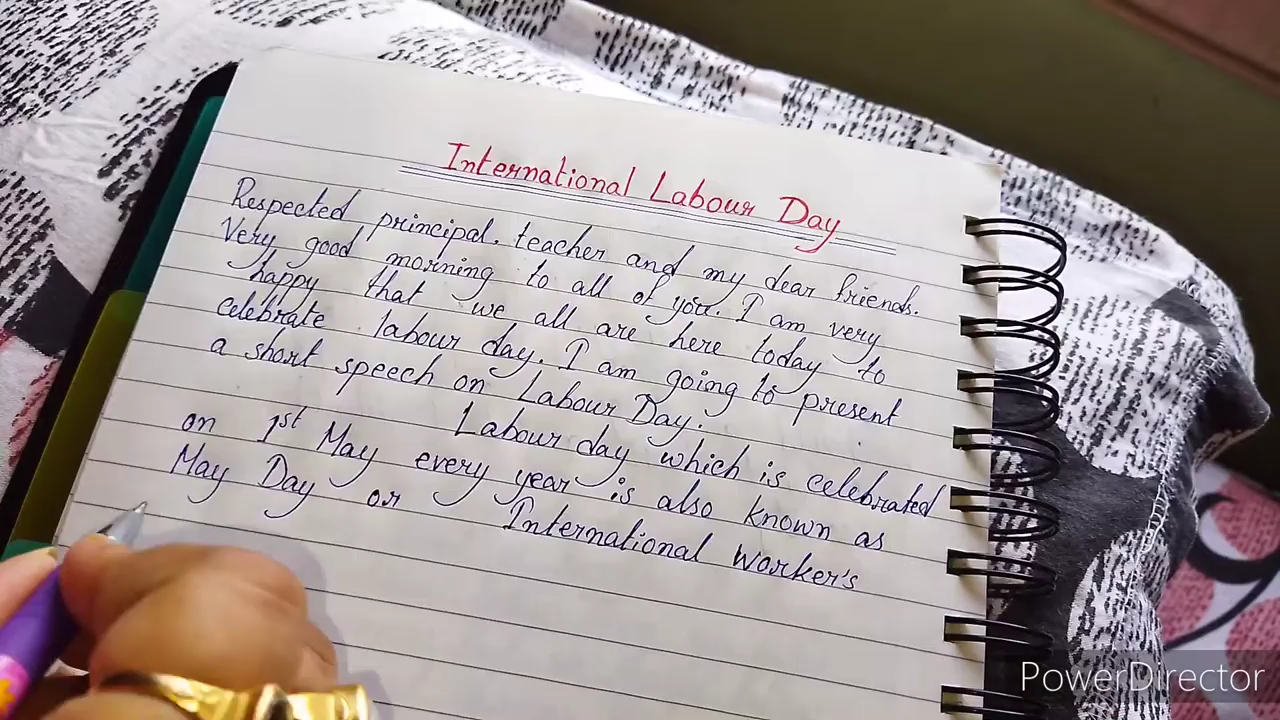 International Labour Day
Respected principal. teacher and my dear friends.
Very good morning to all of you. I am very
happy that we all are here today to
celebrate labour day. I am going to present
a short speech on Labour Day.
Labour day which is celebrated
on 1st May every year is also known as
May Day or International Worker's
PowerDirector